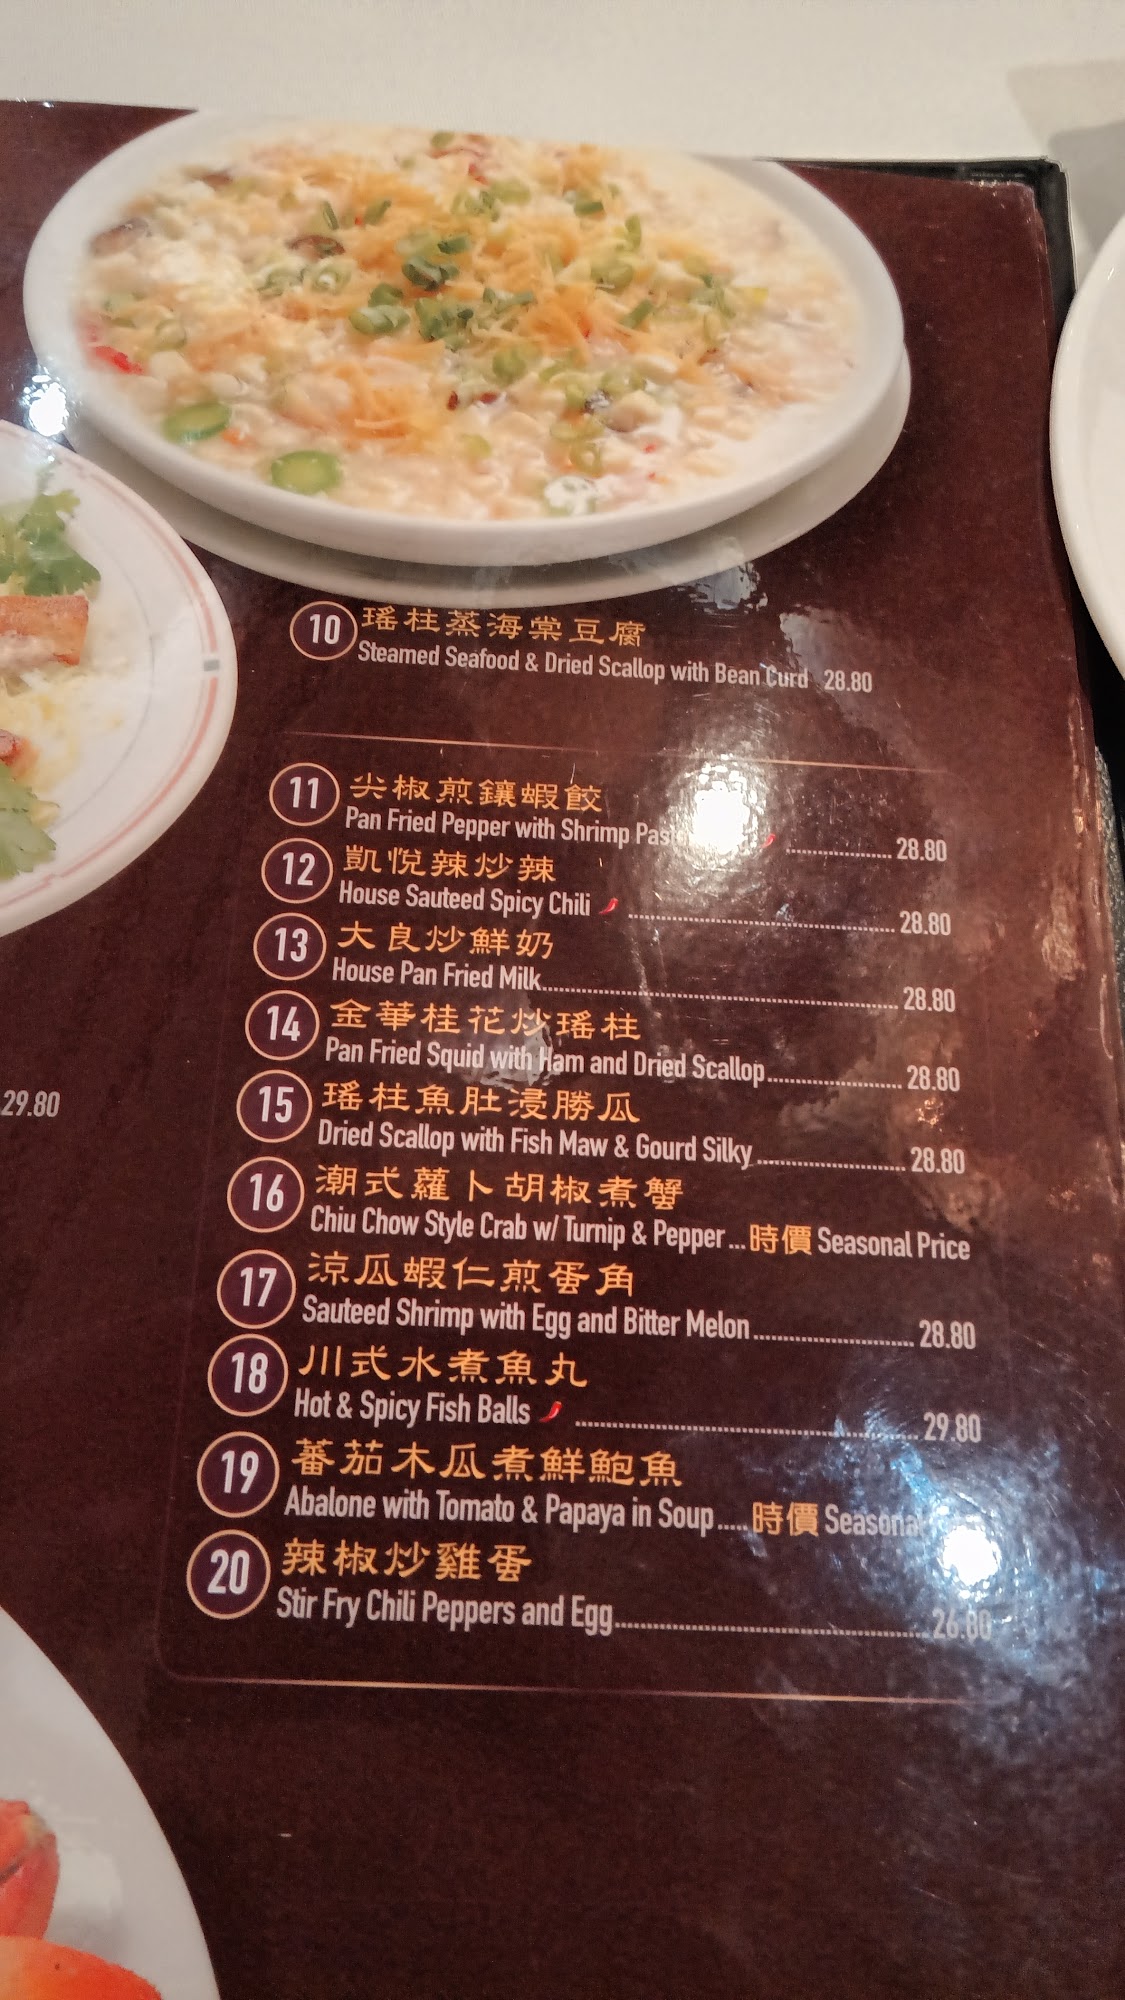 10 瑤柱蒸海棠豆腐
Steamed Seafood & Dried Scallop with Bean Curd 28.80
11 尖椒煎鑲蝦餃
Pan Fried Pepper with Shrimp ..................... 28.80
12 凱悅辣炒辣
House Sauteed Spicy Chili ..................... 28.80
13 大良炒鮮奶
House Pan Fried Milk..................... 28.80
14 金華桂花炒瑤柱
Pan Fried Squid with Ham and Dried Scallop..................... 28.80
15 瑤柱魚肚浸勝瓜
Dried Scallop with Fish Maw & Gourd Silky..................... 28.80
16 潮式蘿卜胡椒煮蟹
Chiu Chow Style Crab w/ Turnip & Pepper... 時價 Seasonal Price
17 涼瓜蝦仁煎蛋角
Sauteed Shrimp with Egg and Bitter Melon..................... 28.80
18 川式水煮魚丸
Hot & Spicy Fish Balls ..................... 29.80
19 蕃茄木瓜煮鮮鮑魚
Abalone with Tomato & Papaya in Soup..... 時價 Seasonal
20 辣椒炒雞蛋
Stir Fry Chili Peppers and Egg..................... 26.80
29.80